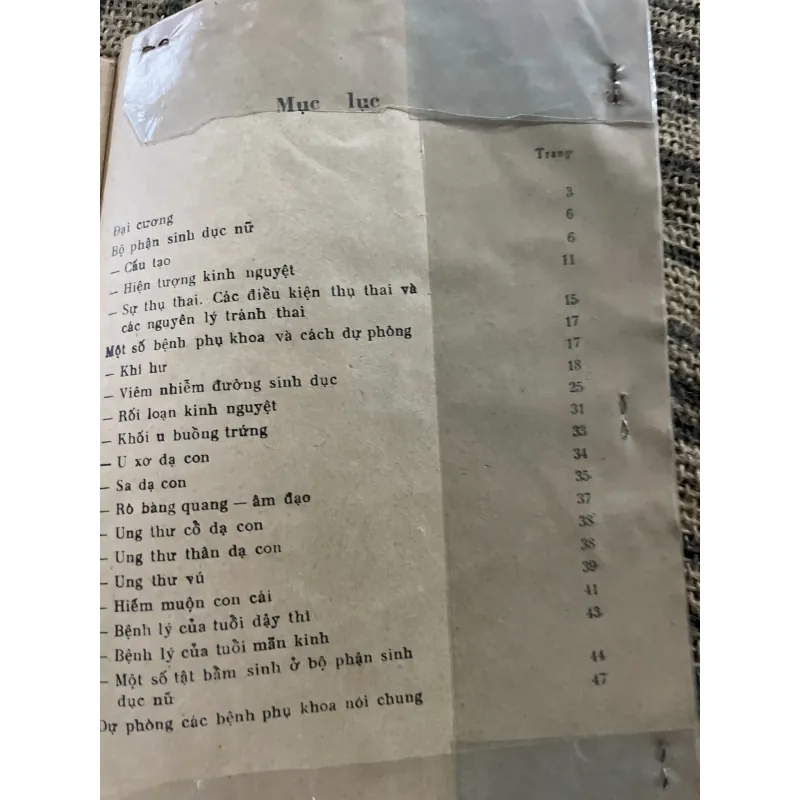 Mục lục
Trang
Đại cương 3
Bộ phận sinh dục nữ 6
— Cấu tạo 6
— Hiện tượng kinh nguyệt 11
— Sự thụ thai. Các điều kiện thụ thai và
các nguyên lý tránh thai 15
Một số bệnh phụ khoa và cách dự phòng 17
— Khí hư 17
— Viêm nhiễm đường sinh dục 18
— Rối loạn kinh nguyệt 25
— Khối u buồng trứng 31
— U xơ dạ con 33
— Sa dạ con 34
— Rò bàng quang — âm đạo 35
— Ung thư cổ dạ con 37
— Ung thư thân dạ con 38
— Ung thư vú 38
— Hiếm muộn con cái 39
— Bệnh lý của tuổi dậy thì 41
— Bệnh lý của tuổi mãn kinh 43
— Một số tật bẩm sinh ở bộ phận sinh
dục nữ 44
Dự phòng các bệnh phụ khoa nói chung 47